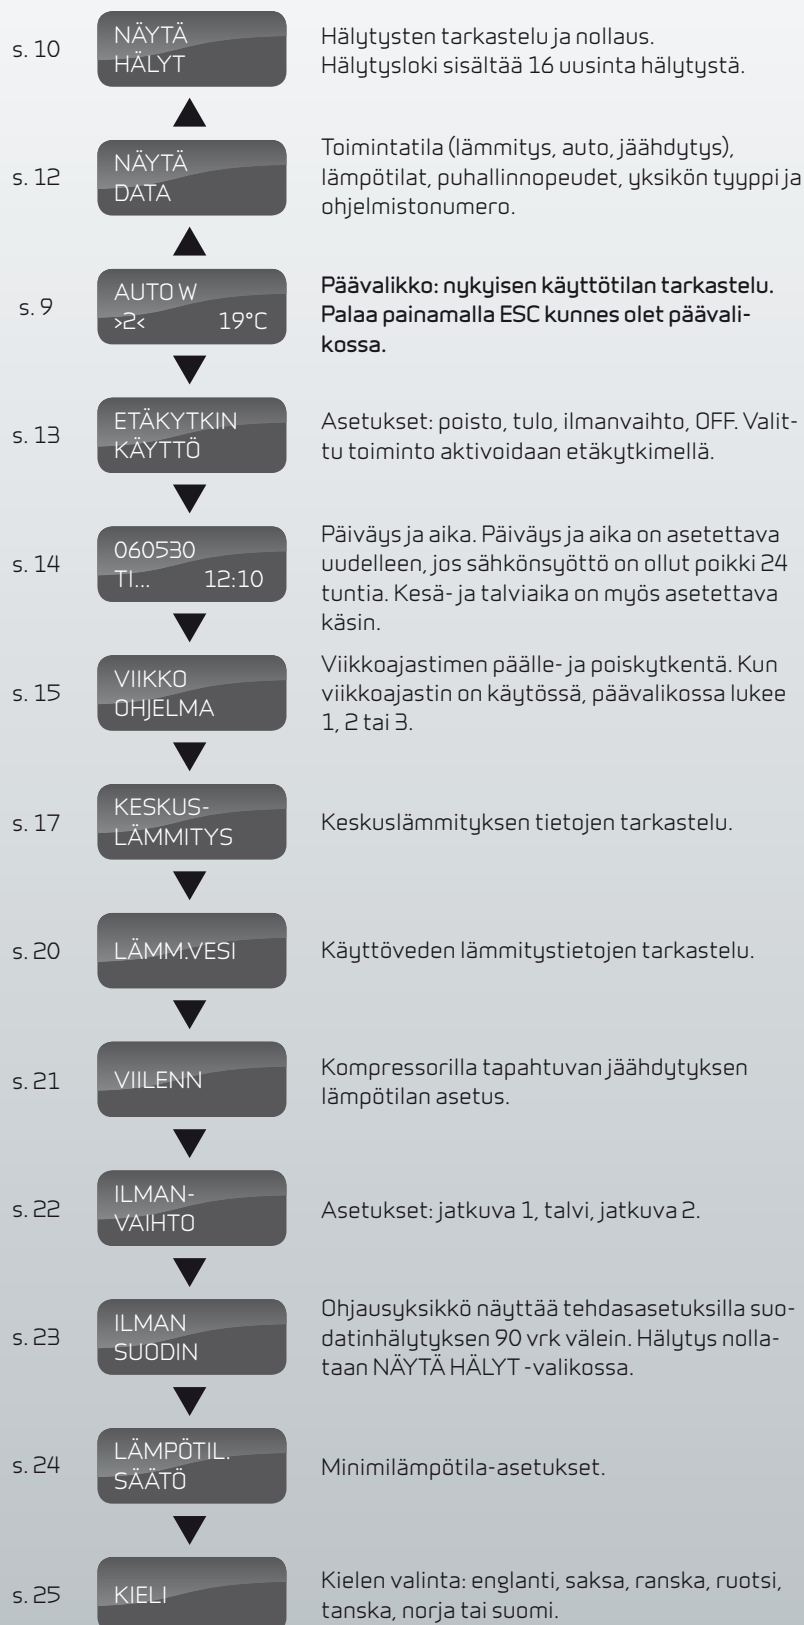 s. 10
NÄYTÄ
HÄLYT
Hälytysten tarkastelu ja nollaus.
Hälytysloki sisältää 16 uusinta hälytystä.
s. 12
NÄYTÄ
DATA
Toimintatila (lämmitys, auto, jäähdytys),
lämpötilat, puhallinnopeudet, yksikön tyyppi ja
ohjelmistonumero.
s. 9
AUTO W
>2< 19°C
Päävalikko: nykyisen käyttötilan tarkastelu.
Palaa painamalla ESC kunnes olet päävali-
kossa.
s. 13
ETÄKYTKIN
KÄYTTÖ
Asetukset: poisto, tulo, ilmanvaihto, OFF. Valit-
tu toiminto aktivoidaan etäkytkimellä.
s. 14
060530
TI... 12:10
Päiväys ja aika. Päiväys ja aika on asetettava
uudelleen, jos sähkönsyöttö on ollut poikki 24
tuntia. Kesä- ja talviaika on myös asetettava
käsin.
s. 15
VIIKKO
OHJELMA
Viikkoajastimen päälle- ja poiskytkentä. Kun
viikkoajastin on käytössä, päävalikossa lukee
1, 2 tai 3.
s. 17
KESKUS-
LÄMMITYS
Keskuslämmityksen tietojen tarkastelu.
s. 20
LÄMM.VESI
Käyttöveden lämmitystietojen tarkastelu.
s. 21
VIILENN
Kompressorilla tapahtuvan jäähdytyksen
lämpötilan asetus.
s. 22
ILMAN-
VAIHTO
Asetukset: jatkuva 1, talvi, jatkuva 2.
s. 23
ILMAN
SUODIN
Ohjausyksikkö näyttää tehdasasetuksilla suo-
datinhälytyksen 90 vrk välein. Hälytys nolla-
taan NÄYTÄ HÄLYT -valikossa.
s. 24
LÄMPÖTIL.
SÄÄTÖ
Minimilämpötila-asetukset.
s. 25
KIELI
Kielen valinta: englanti, saksa, ranska, ruotsi,
tanska, norja tai suomi.